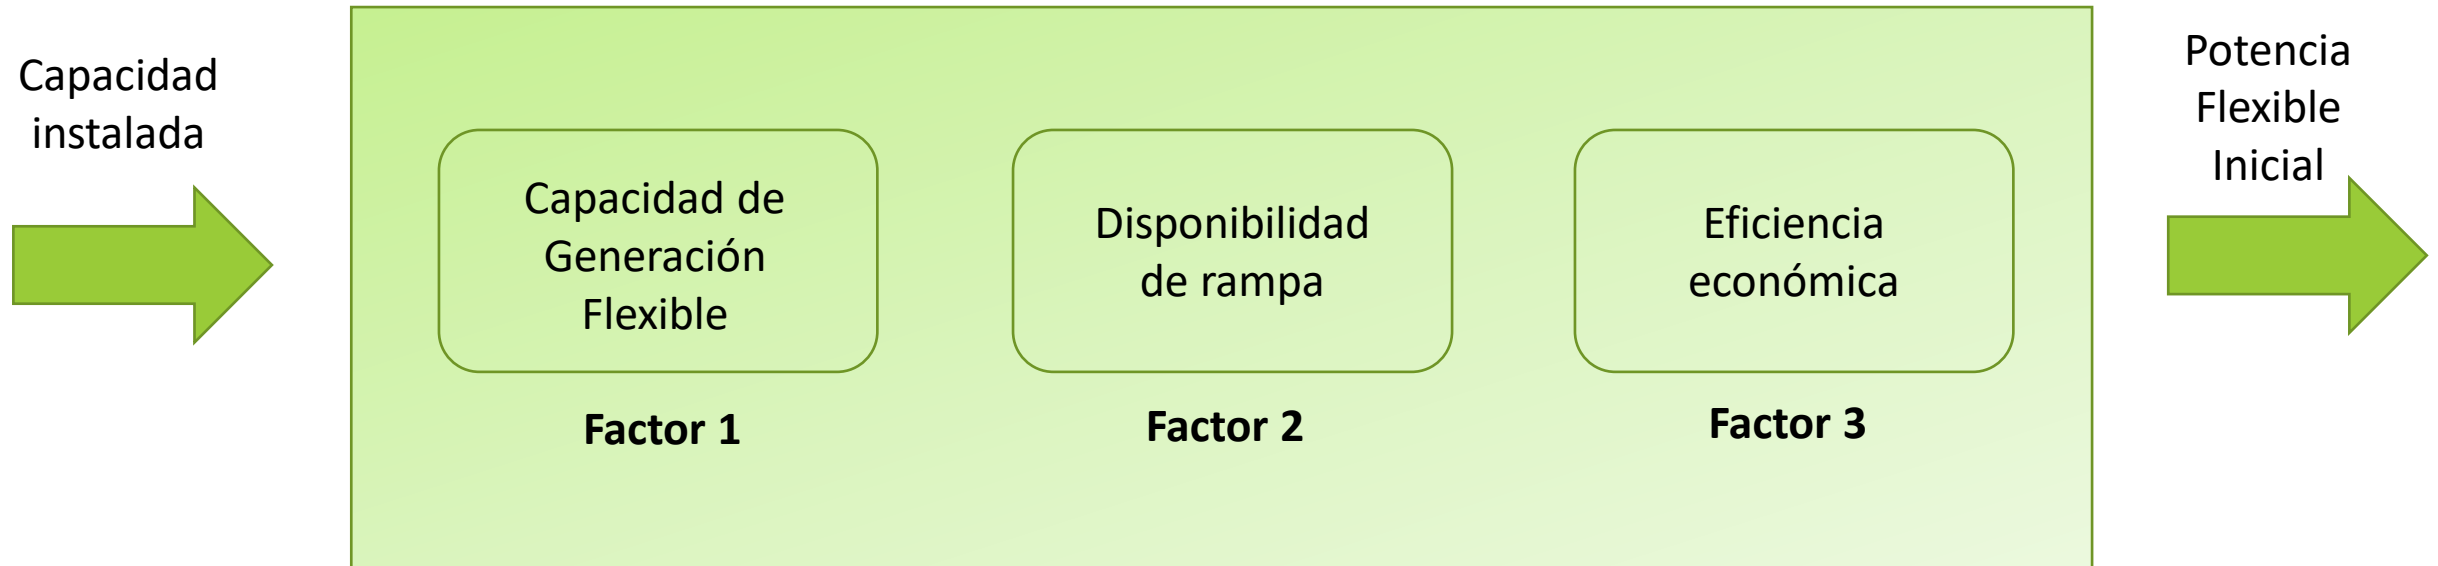 Capacidad
instalada
Capacidad de
Generación
Flexible
Factor 1
Disponibilidad
de rampa
Factor 2
Eficiencia
económica
Factor 3
Potencia
Flexible
Inicial